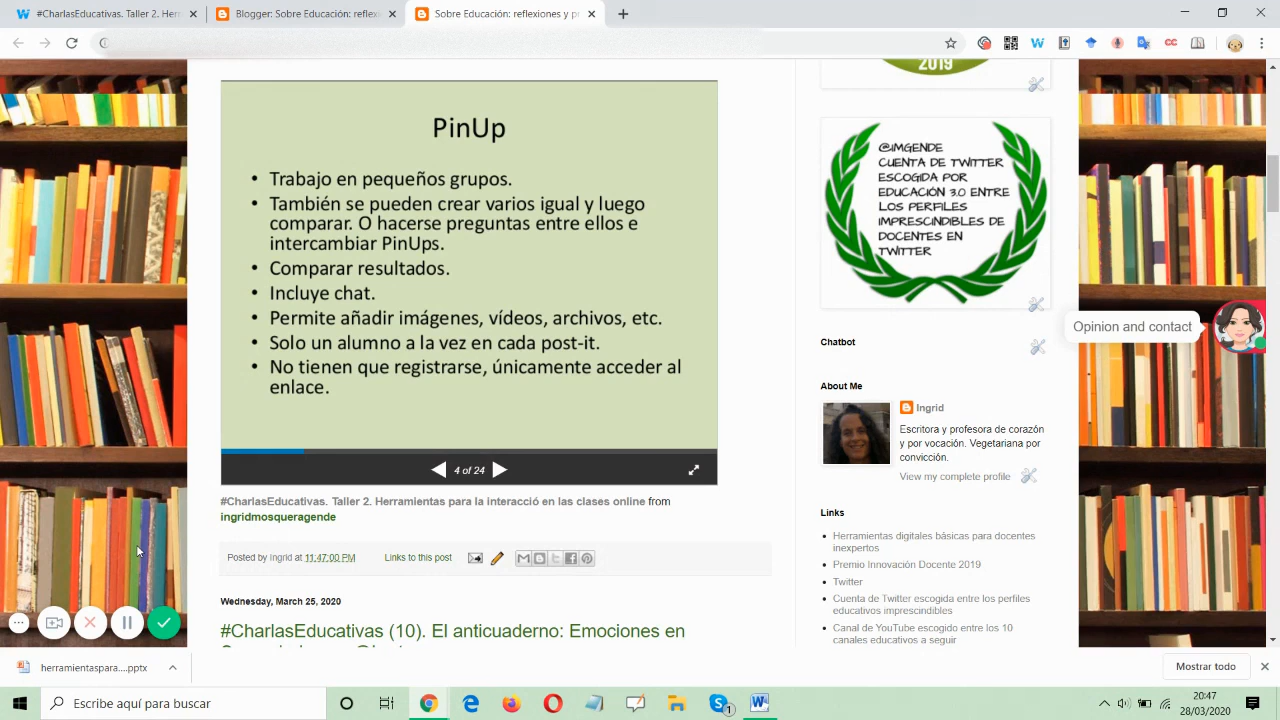 #CharlasEducativas. Taller 2. Her
Blogger: Sobre Educación: reflexi
Sobre Educación: reflexiones y pr
2019
PinUp
• Trabajo en pequeños grupos.
• También se pueden crear varios igual y luego
comparar. O hacerse preguntas entre ellos e
intercambiar PinUps.
• Comparar resultados.
• Incluye chat.
• Permite añadir imágenes, vídeos, archivos, etc.
• Solo un alumno a la vez en cada post-it.
• No tienen que registrarse, únicamente acceder al
enlace.
4 of 24
#CharlasEducativas. Taller 2. Herramientas para la interacció en las clases online from
ingridmosqueragende
Posted by Ingrid at 11:47:00 PM Links to this post
Wednesday, March 25, 2020
#CharlasEducativas (10). El anticuaderno: Emociones en
@IMGENDE
CUENTA DE TWITTER
ESCOGIDA POR
EDUCACIÓN 3.0 ENTRE
LOS PERFILES
IMPRESCINDIBLES DE
DOCENTES EN
TWITTER
Opinion and contact
Chatbot
About Me
Ingrid
Escritora y profesora de corazón
y por vocación. Vegetariana por
convicción.
View my complete profile
Links
• Herramientas digitales básicas para docentes
inexpertos
• Premio Innovación Docente 2019
• Twitter
• Cuenta de Twitter escogida entre los perfiles
educativos imprescindibles
• Canal de YouTube escogido entre los 10
canales educativos a seguir
herramientaspara....pptx
Mostrar todo
Escribe aquí para buscar
20:47
28/03/2020